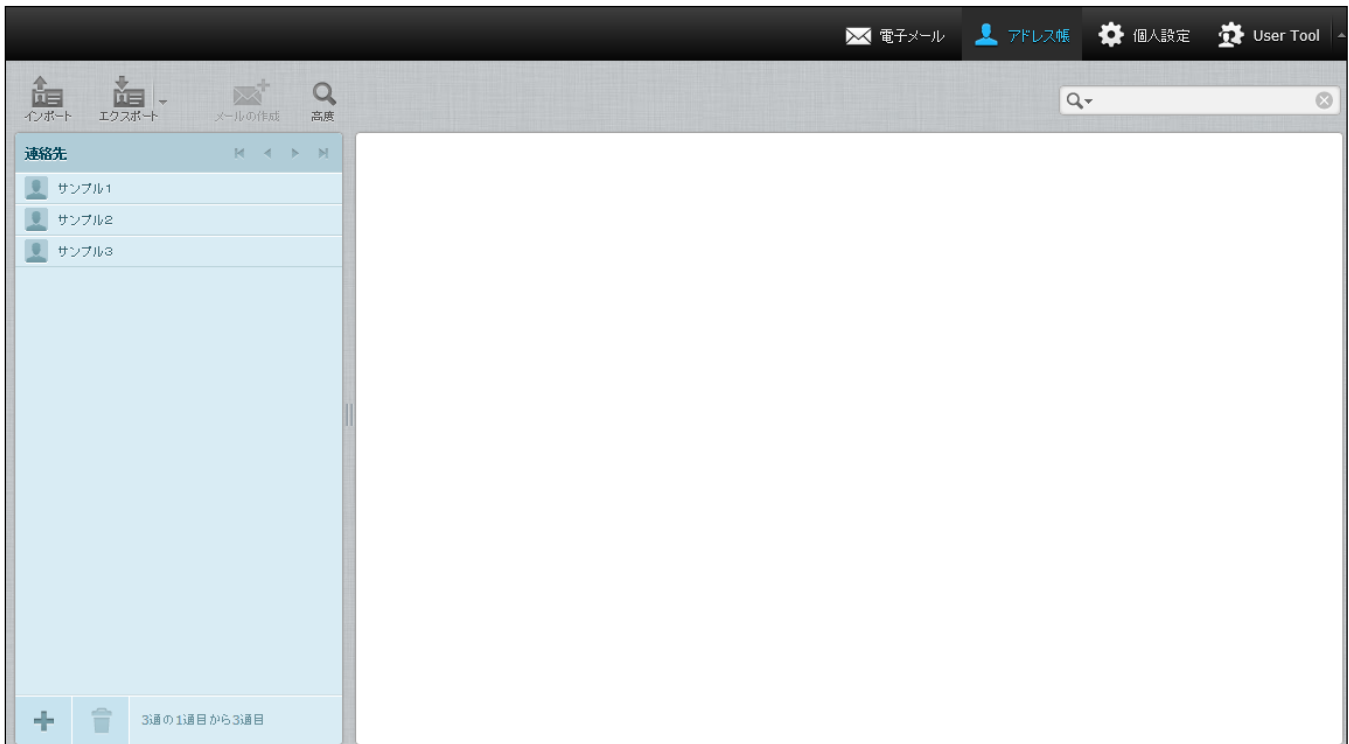 電子メール アドレス帳 個人設定 User Tool
インポート エクスポート メールの作成 高度
連絡先
サンプル1
サンプル2
サンプル3
3通の1通目から3通目